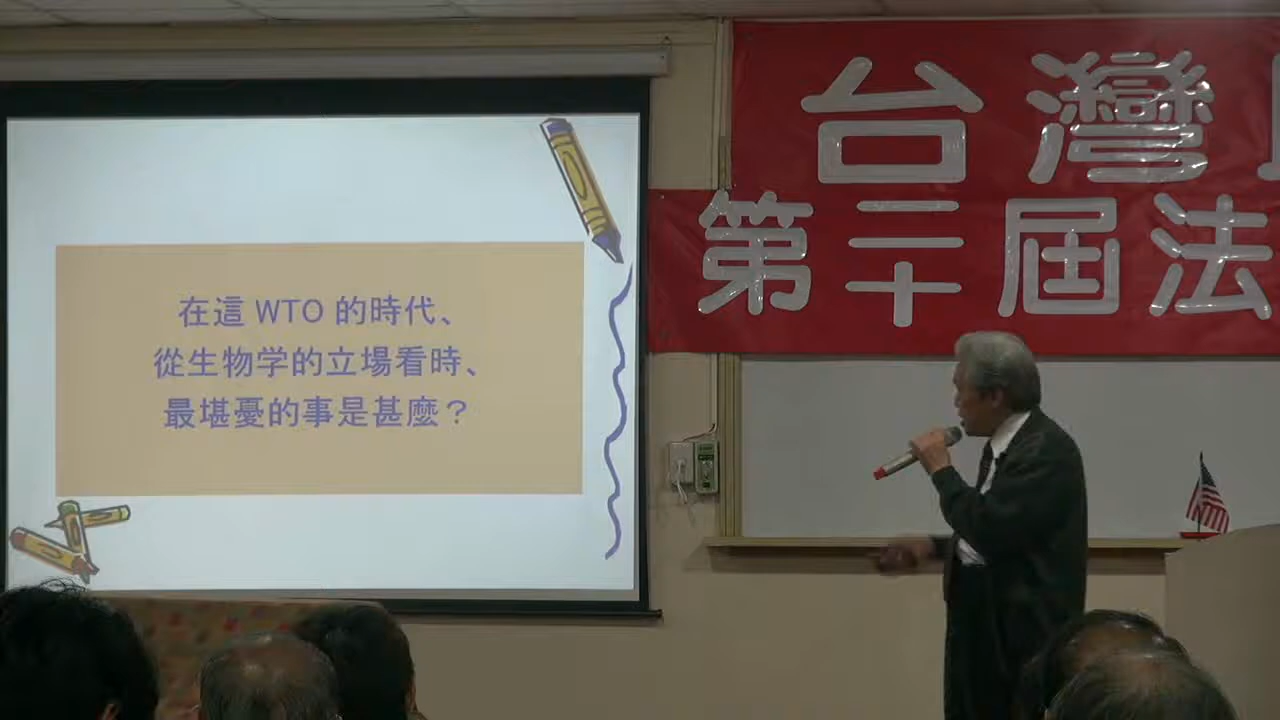 在這 WTO 的時代、
從生物学的立場看時、
最堪憂的事是甚麼？
台灣
第二十屆法